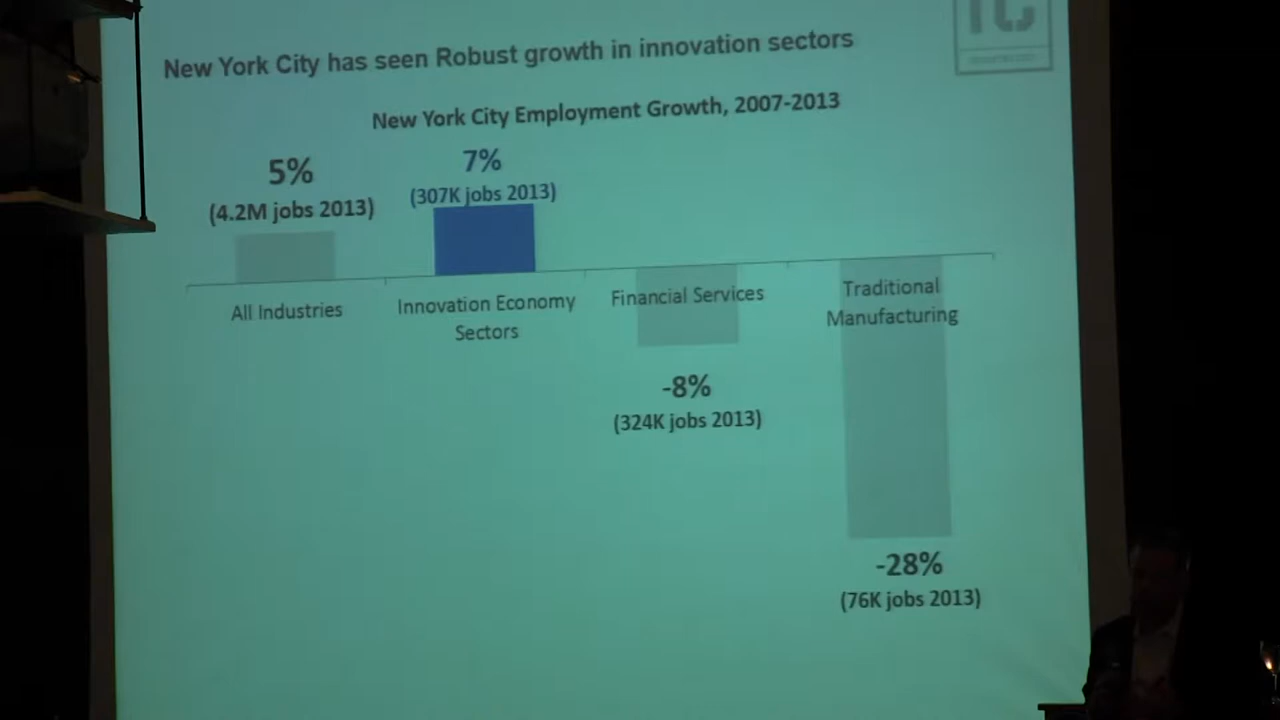 New York City has seen Robust growth in innovation sectors
New York City Employment Growth, 2007-2013
5%
(4.2M jobs 2013)
7%
(307K jobs 2013)
All Industries
Innovation Economy
Sectors
Financial Services
-8%
(324K jobs 2013)
Traditional
Manufacturing
-28%
(76K jobs 2013)